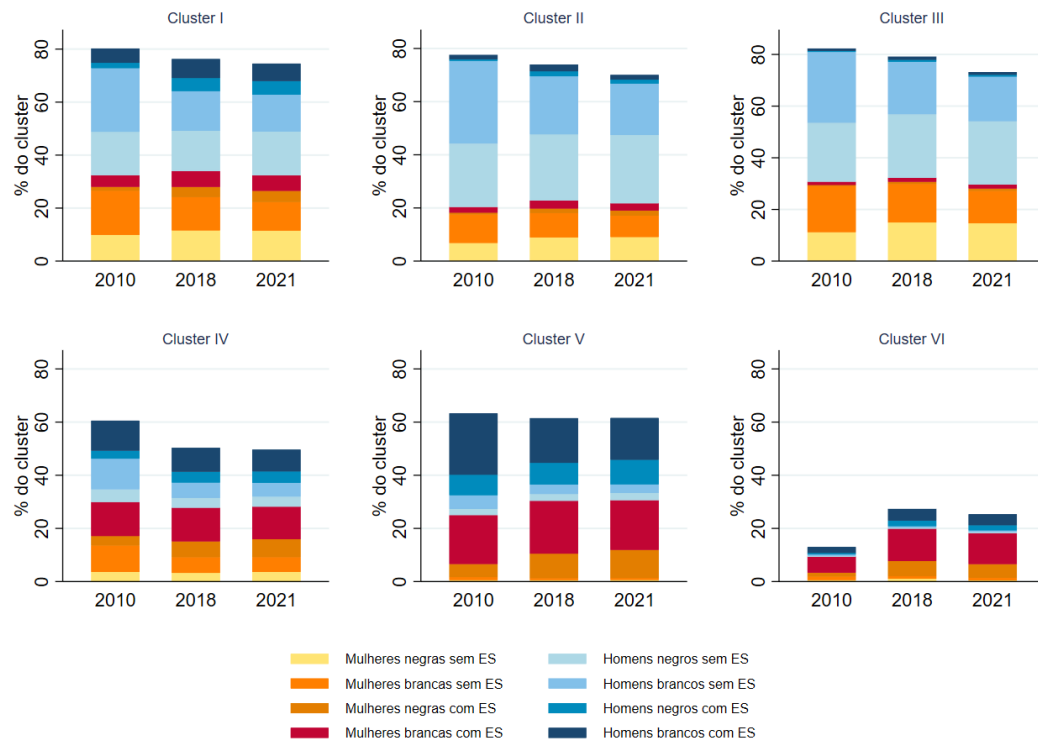 Cluster I
Cluster II
Cluster III
% do cluster
0 20 40 60 80
2010 2018 2021
% do cluster
0 20 40 60 80
2010 2018 2021
% do cluster
0 20 40 60 80
2010 2018 2021
Cluster IV
Cluster V
Cluster VI
% do cluster
0 20 40 60 80
2010 2018 2021
% do cluster
0 20 40 60 80
2010 2018 2021
% do cluster
0 20 40 60 80
2010 2018 2021
Mulheres negras sem ES
Homens negros sem ES
Mulheres brancas sem ES
Homens brancos sem ES
Mulheres negras com ES
Homens negros com ES
Mulheres brancas com ES
Homens brancos com ES